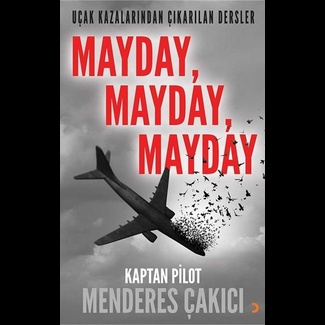 UÇAK KAZALARINDAN ÇIKARILAN DERSLER
MAYDAY,
MAYDAY,
MAYDAY
KAPTAN PİLOT
MENDERES ÇAKICI